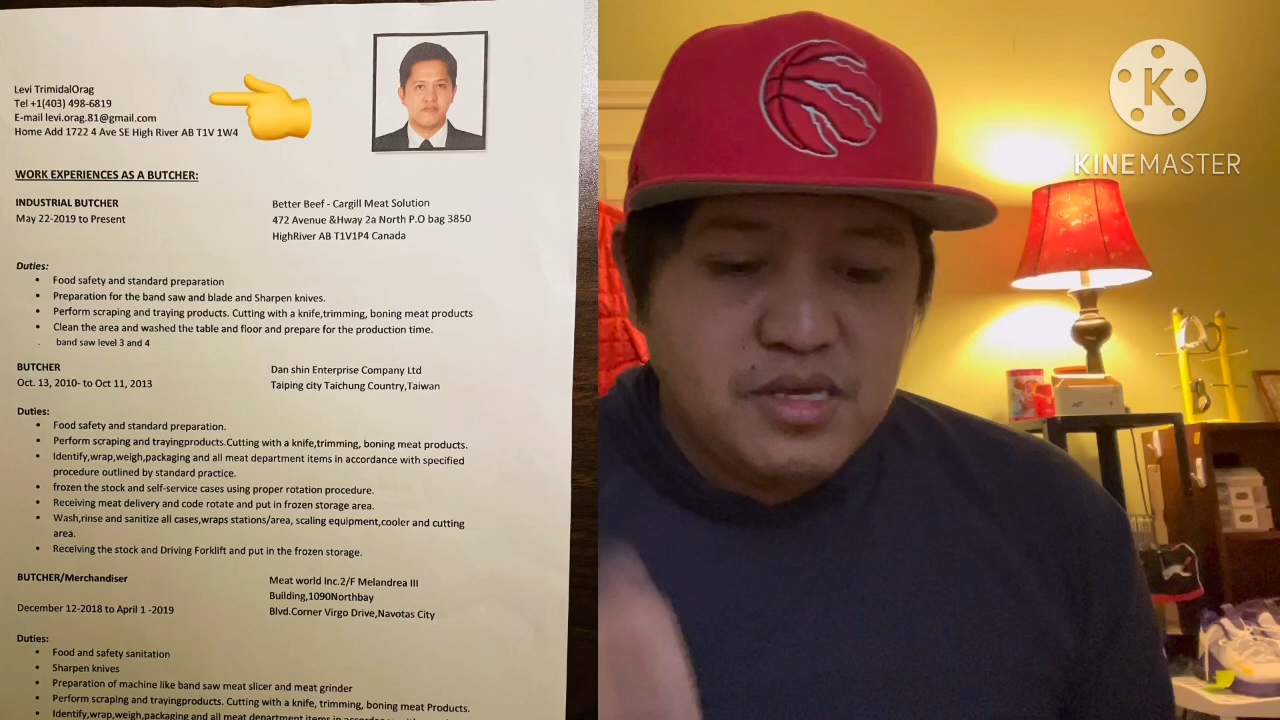 Levi TrimidalOrag
Tel +1(403) 498-6819
E-mail levi.orag.81@gmail.com
Home Add 1722 4 Ave SE High River AB T1V 1W4
WORK EXPERIENCES AS A BUTCHER:
INDUSTRIAL BUTCHER
May 22-2019 to Present
Better Beef - Cargill Meat Solution
472 Avenue &Hway 2a North P.O bag 3850
HighRiver AB T1V1P4 Canada
Duties:
• Food safety and standard preparation
• Preparation for the band saw and blade and Sharpen knives.
• Perform scraping and traying products. Cutting with a knife,trimming, boning meat products
• Clean the area and washed the table and floor and prepare for the production time.
. band saw level 3 and 4
BUTCHER
Oct. 13, 2010- to Oct 11, 2013
Dan shin Enterprise Company Ltd
Taiping city Taichung Country,Taiwan
Duties:
• Food safety and standard preparation.
• Perform scraping and trayingproducts.Cutting with a knife,trimming, boning meat products.
• Identify,wrap,weigh,packaging and all meat department items in accordance with specified
procedure outlined by standard practice.
• frozen the stock and self-service cases using proper rotation procedure.
• Receiving meat delivery and code rotate and put in frozen storage area.
• Wash,rinse and sanitize all cases,wraps stations/area, scaling equipment,cooler and cutting
area.
• Receiving the stock and Driving Forklift and put in the frozen storage.
BUTCHER/Merchandiser
December 12-2018 to April 1 -2019
Meat world Inc.2/F Melandrea III
Building,1090Northbay
Blvd.Corner Virgo Drive,Navotas City
Duties:
• Food and safety sanitation
• Sharpen knives
• Preparation of machine like band saw meat slicer and meat grinder
• Perform scraping and trayingproducts. Cutting with a knife, trimming, boning meat Products.
• Identify,wrap,weigh,packaging and all meat department items in accordance with
K
KINEMASTER